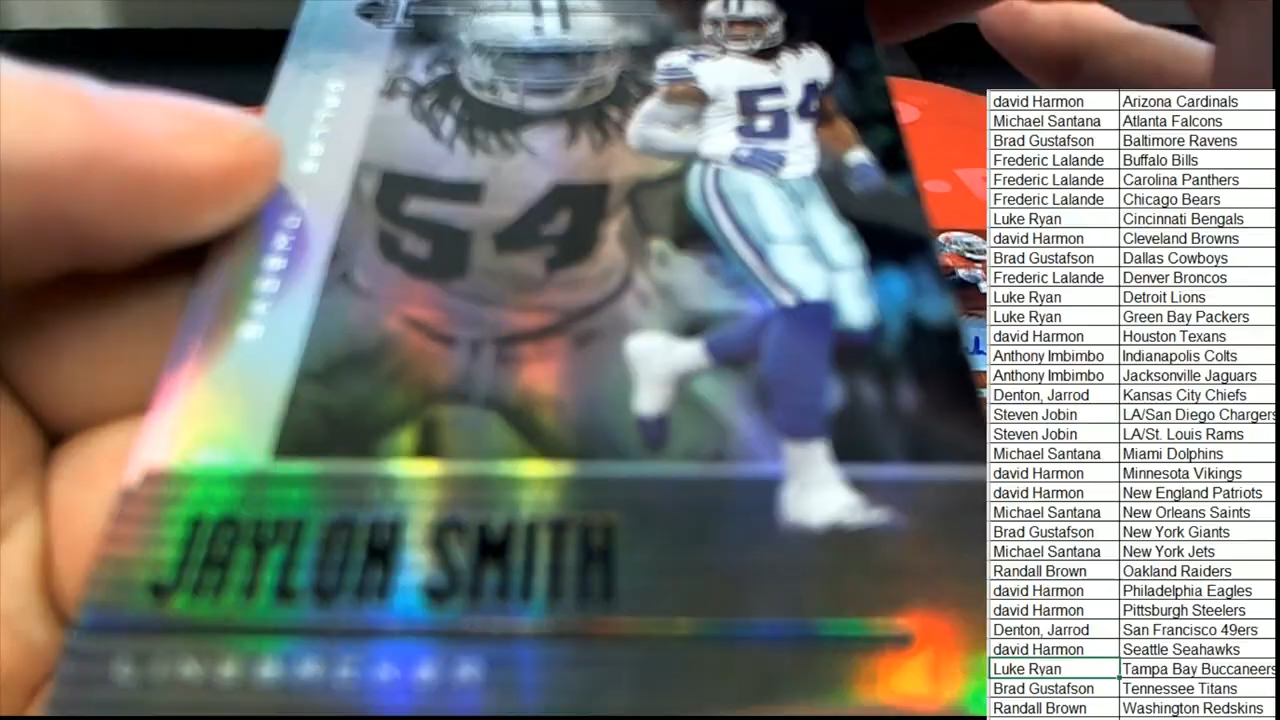 DALLAS COWBOYS
54
54
JAYLON SMITH
LINEBACKER
david Harmon Arizona Cardinals
Michael Santana Atlanta Falcons
Brad Gustafson Baltimore Ravens
Frederic Lalande Buffalo Bills
Frederic Lalande Carolina Panthers
Frederic Lalande Chicago Bears
Luke Ryan Cincinnati Bengals
david Harmon Cleveland Browns
Brad Gustafson Dallas Cowboys
Frederic Lalande Denver Broncos
Luke Ryan Detroit Lions
Luke Ryan Green Bay Packers
david Harmon Houston Texans
Anthony Imbimbo Indianapolis Colts
Anthony Imbimbo Jacksonville Jaguars
Denton, Jarrod Kansas City Chiefs
Steven Jobin LA/San Diego Chargers
Steven Jobin LA/St. Louis Rams
Michael Santana Miami Dolphins
david Harmon Minnesota Vikings
david Harmon New England Patriots
Michael Santana New Orleans Saints
Brad Gustafson New York Giants
Michael Santana New York Jets
Randall Brown Oakland Raiders
david Harmon Philadelphia Eagles
david Harmon Pittsburgh Steelers
Denton, Jarrod San Francisco 49ers
david Harmon Seattle Seahawks
Luke Ryan Tampa Bay Buccaneers
Brad Gustafson Tennessee Titans
Randall Brown Washington Redskins